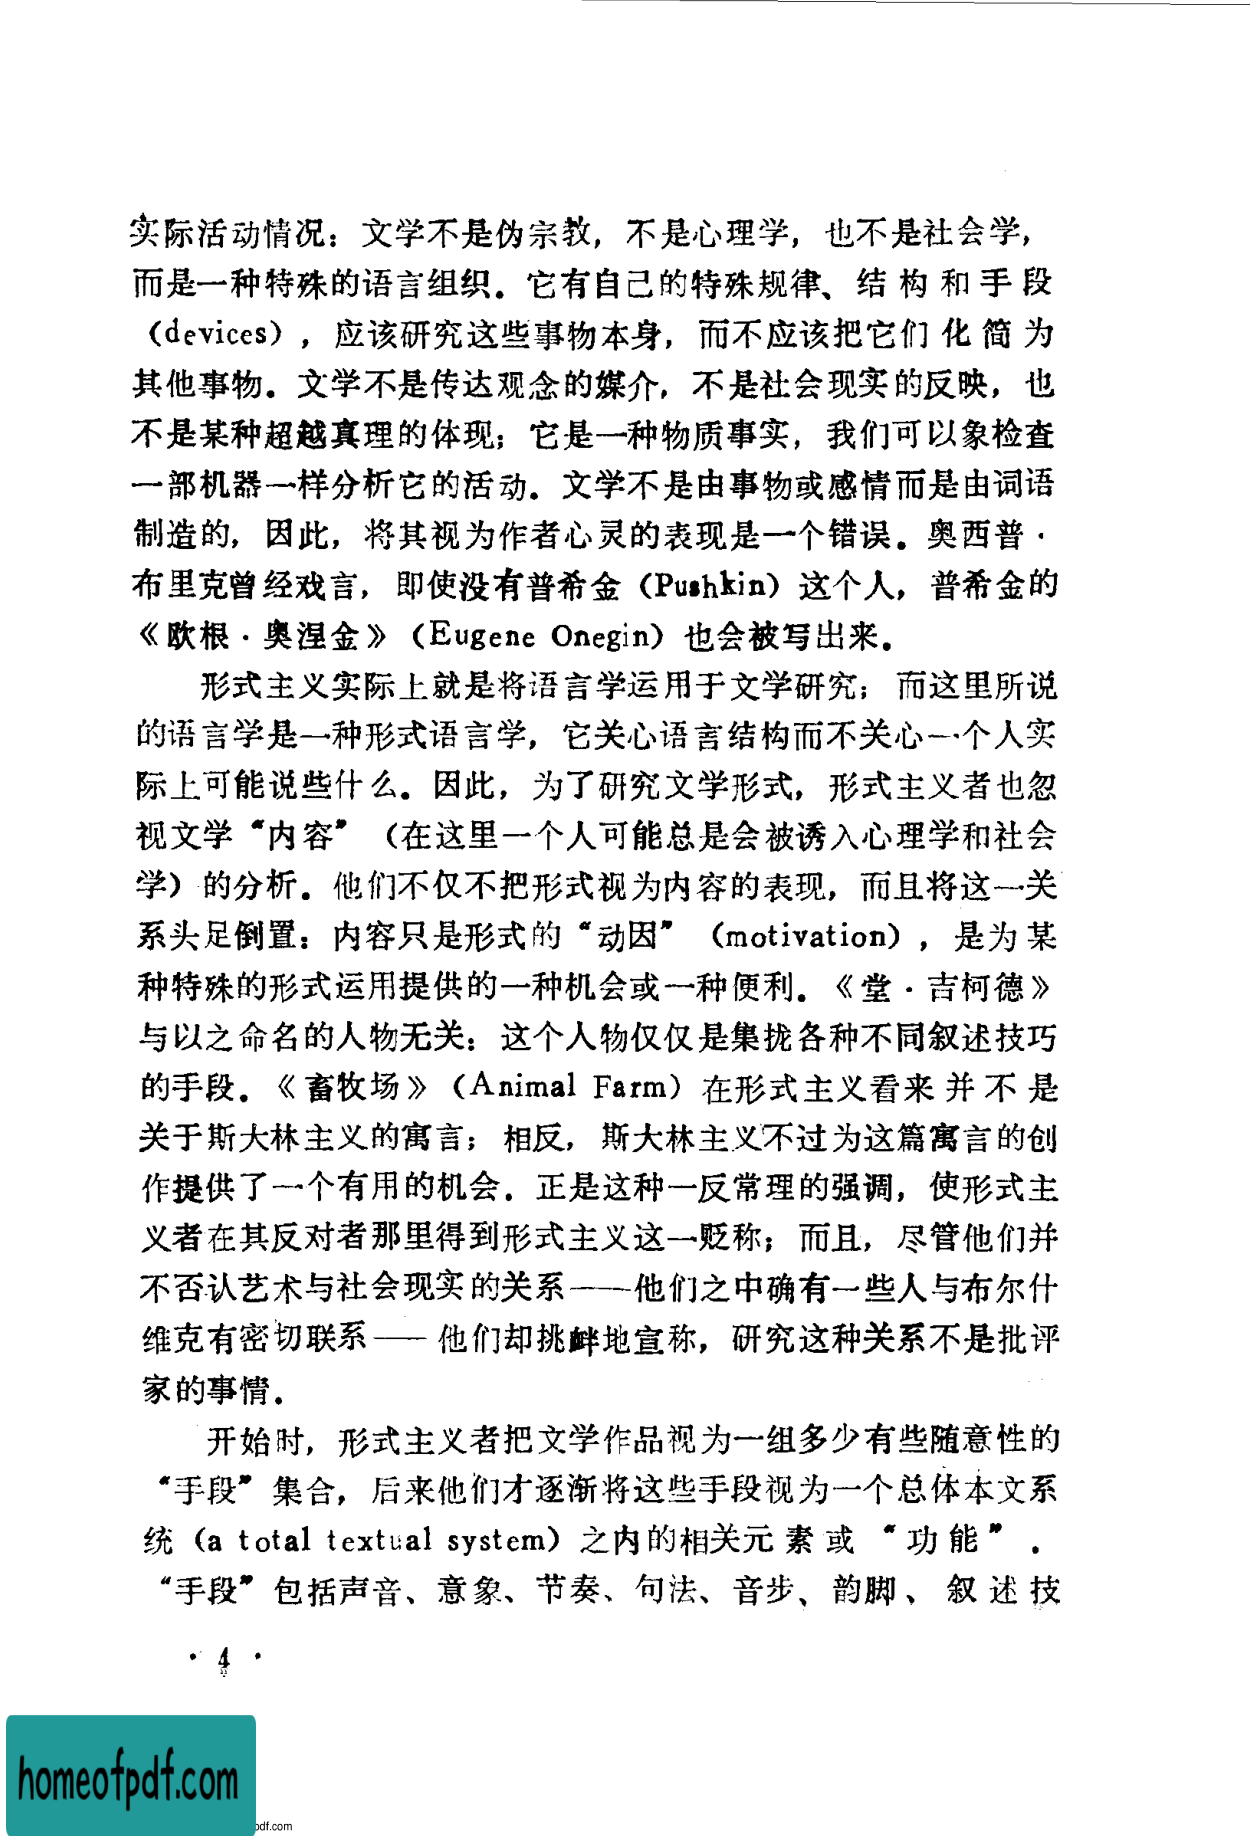 实际活动情况：文学不是伪宗教，不是心理学，也不是社会学，
而是一种特殊的语言组织。它有自己的特殊规律、结构和手段
（devices），应该研究这些事物本身，而不应该把它们化简为
其他事物。文学不是传达观念的媒介，不是社会现实的反映，也
不是某种超越真理的体现；它是一种物质事实，我们可以象检查
一部机器一样分析它的活动。文学不是由事物或感情而是由词语
制造的，因此，将其视为作者心灵的表现是一个错误。奥西普·
布里克曾经戏言，即使没有普希金（Pushkin）这个人，普希金的
《欧根·奥涅金》（Eugene Onegin）也会被写出来。
形式主义实际上就是将语言学运用于文学研究；而这里所说
的语言学是一种形式语言学，它关心语言结构而不关心一个人实
际上可能说些什么。因此，为了研究文学形式，形式主义者也忽
视文学“内容”（在这里一个人可能总是会被诱入心理学和社会
学）的分析。他们不仅不把形式视为内容的表现，而且将这一关
系头足倒置：内容只是形式的“动因”（motivation），是为某
种特殊的形式运用提供的一种机会或一种便利。《堂·吉柯德》
与以之命名的人物无关：这个人物仅仅是集拢各种不同叙述技巧
的手段。《畜牧场》（Animal Farm）在形式主义看来并不是
关于斯大林主义的寓言；相反，斯大林主义不过为这篇寓言的创
作提供了一个有用的机会。正是这种一反常理的强调，使形式主
义者在其反对者那里得到形式主义这一贬称；而且，尽管他们并
不否认艺术与社会现实的关系——他们之中确有一些人与布尔什
维克有密切联系——他们却挑衅地宣称，研究这种关系不是批评
家的事情。
开始时，形式主义者把文学作品视为一组多少有些随意性的
“手段”集合，后来他们才逐渐将这些手段视为一个总体本文系
统（a total textual system）之内的相关元素或“功能”．
“手段”包括声音、意象、节奏、句法、音步、韵脚、叙述技
·4·
homeofpdf.com
pdf.com